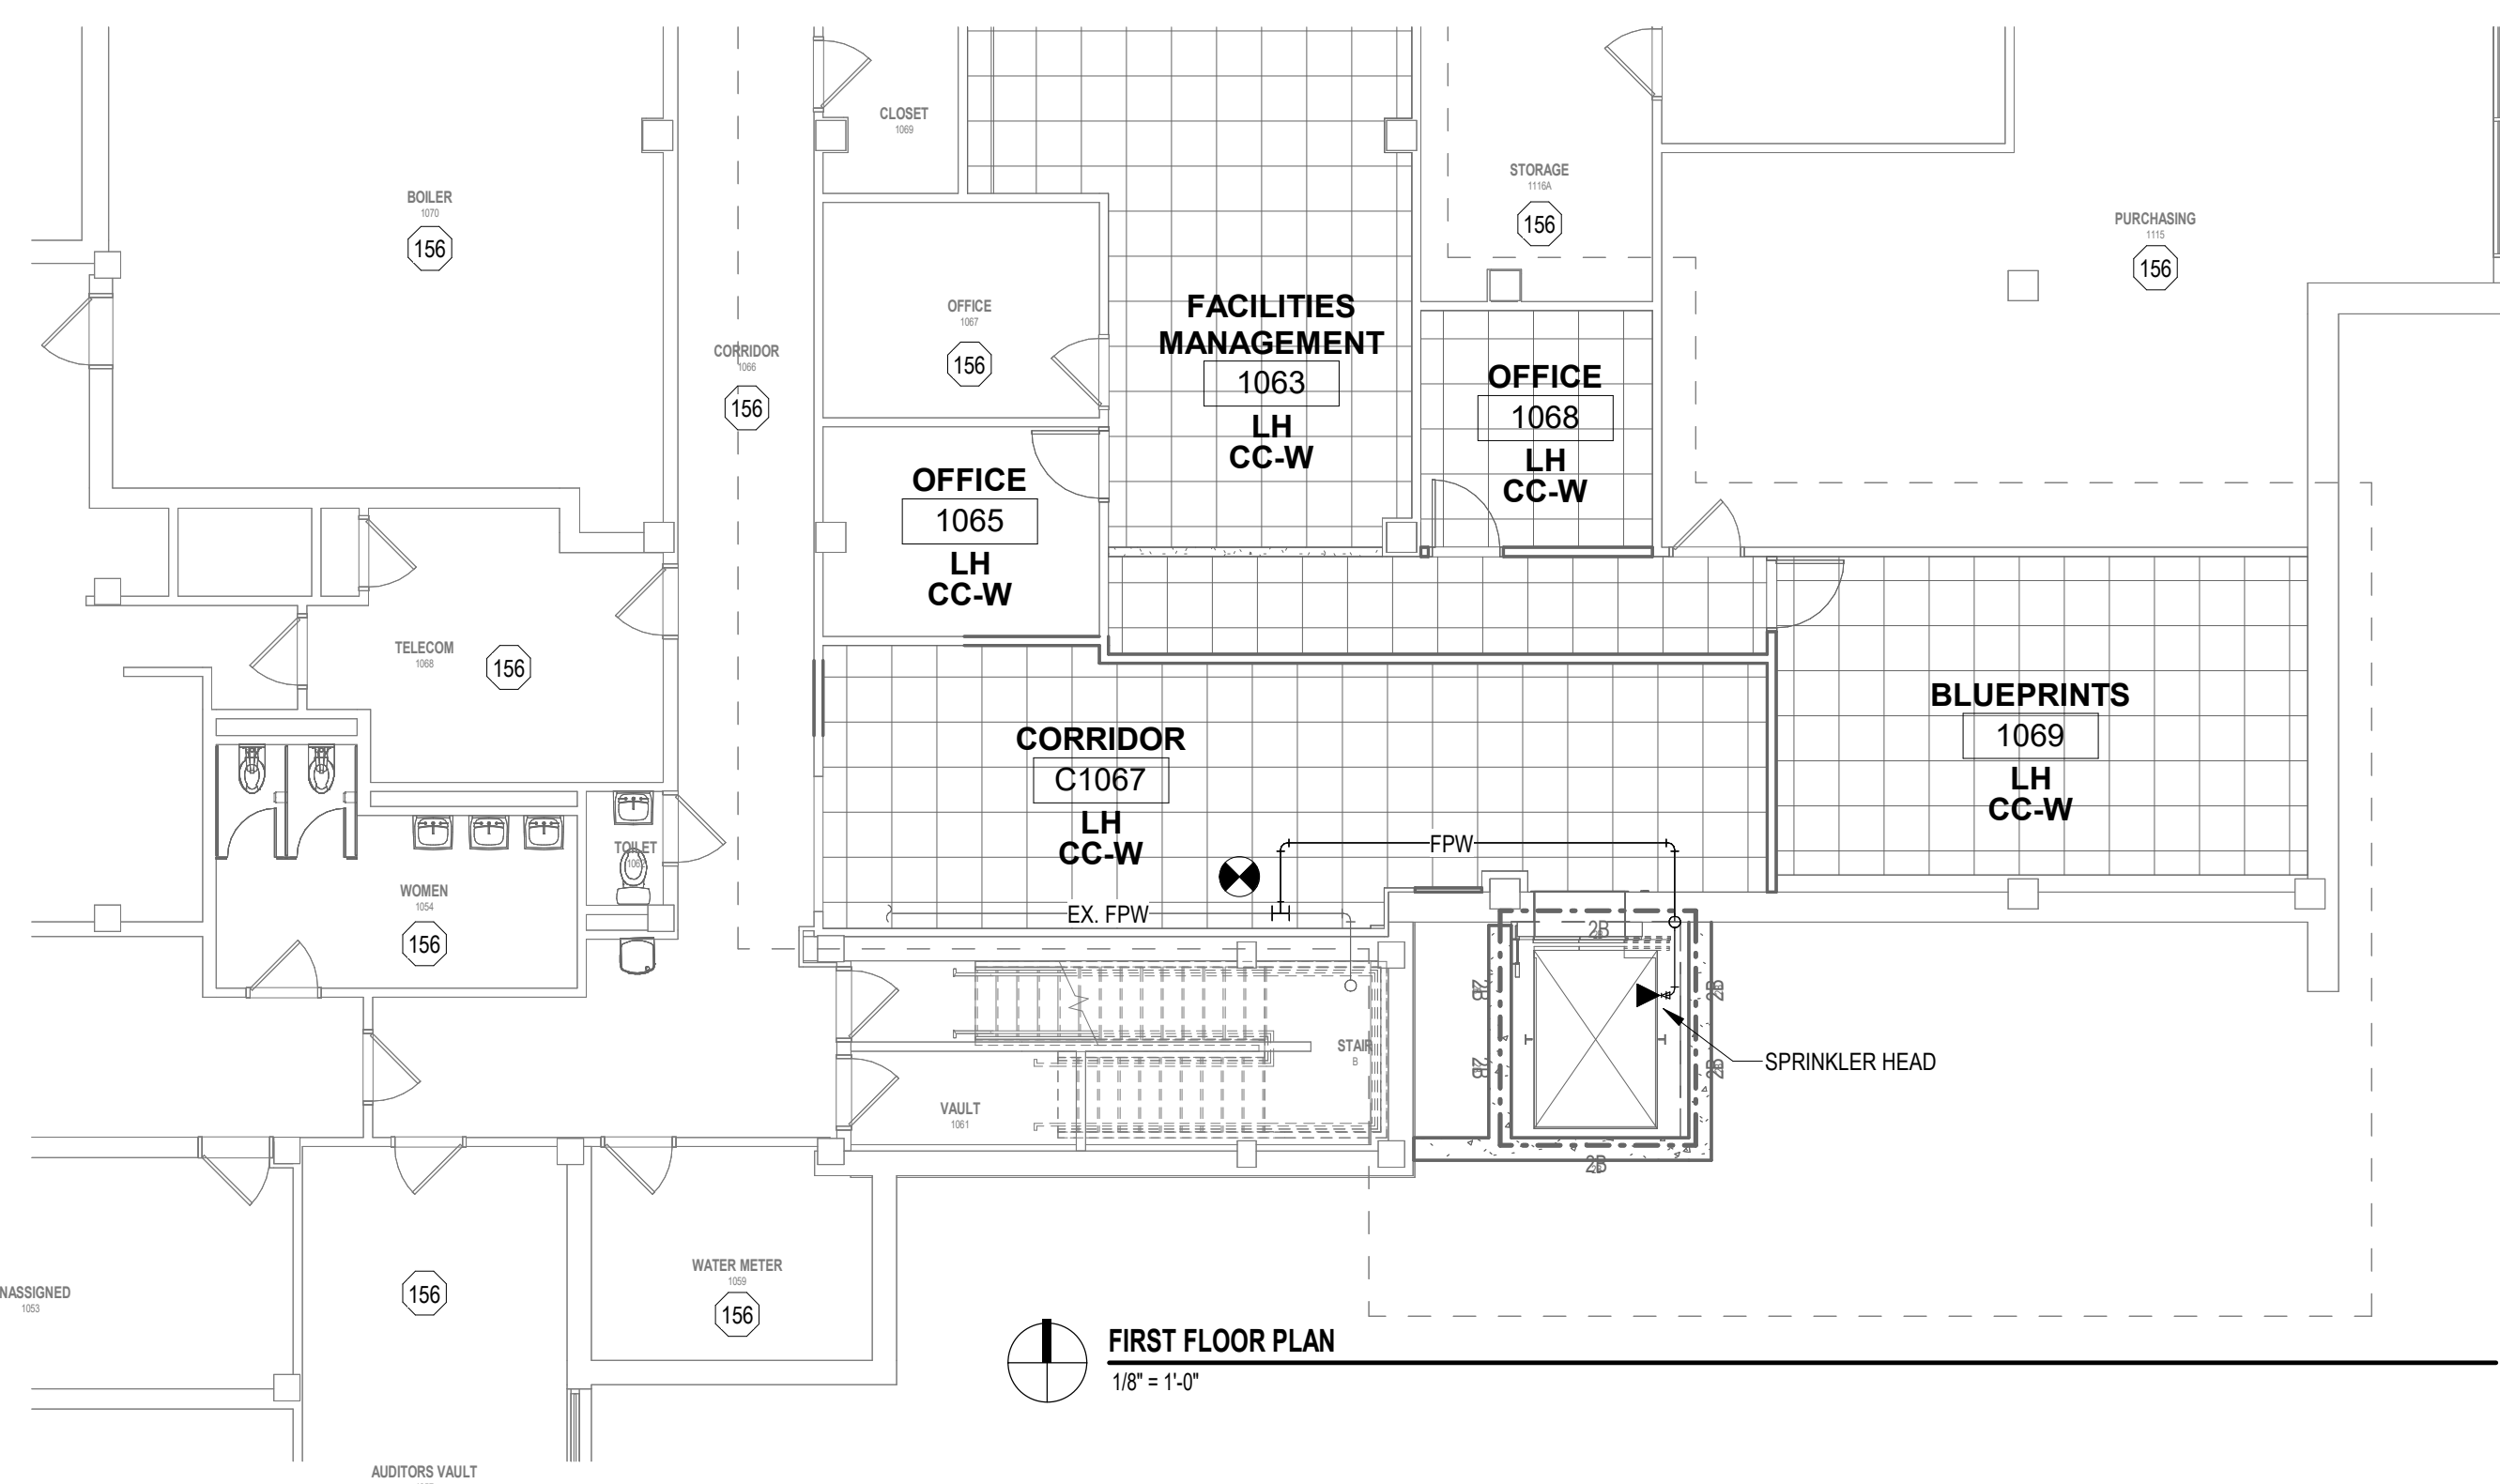 CLOSET
1069
BOILER
1070
156
STORAGE
1116A
156
PURCHASING
1115
156
OFFICE
1067
156
FACILITIES
MANAGEMENT
1063
LH
CC-W
CORRIDOR
1066
156
OFFICE
1068
LH
CC-W
OFFICE
1065
LH
CC-W
TELECOM
1068
156
BLUEPRINTS
1069
LH
CC-W
CORRIDOR
C1067
LH
CC-W
FPW
TOILET
WOMEN
1054
156
EX. FPW
2B
2B
2B
STAIR
B
2B
2B
SPRINKLER HEAD
VAULT
1061
2B
WATER METER
1059
156
NASSIGNED
1053
156
FIRST FLOOR PLAN
1/8" = 1'-0"
AUDITORS VAULT